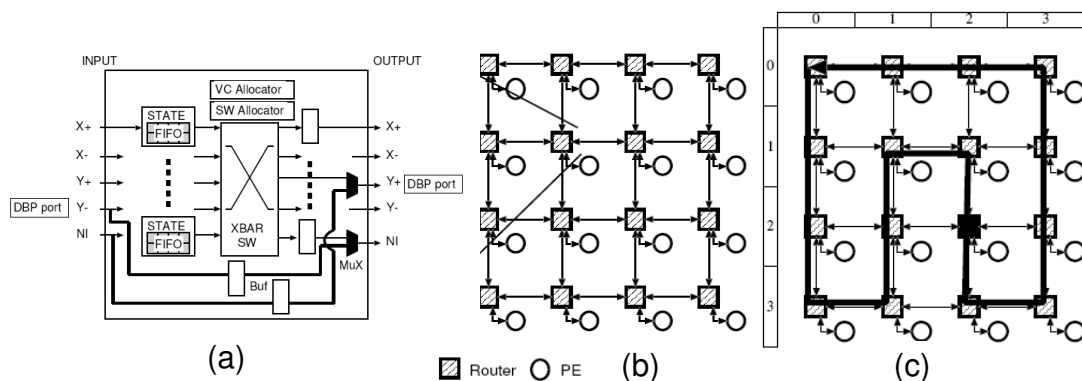 INPUT
OUTPUT
VC Allocator
SW Allocator
STATE
FIFO
X+
X-
Y+
Y-
NI
DBP port
STATE
FIFO
XBAR
SW
X+
X-
Y+
DBP port
Y-
NI
MuX
Buf
(a)
Router
PE
(b)
0 1 2 3
0
1
2
3
(c)